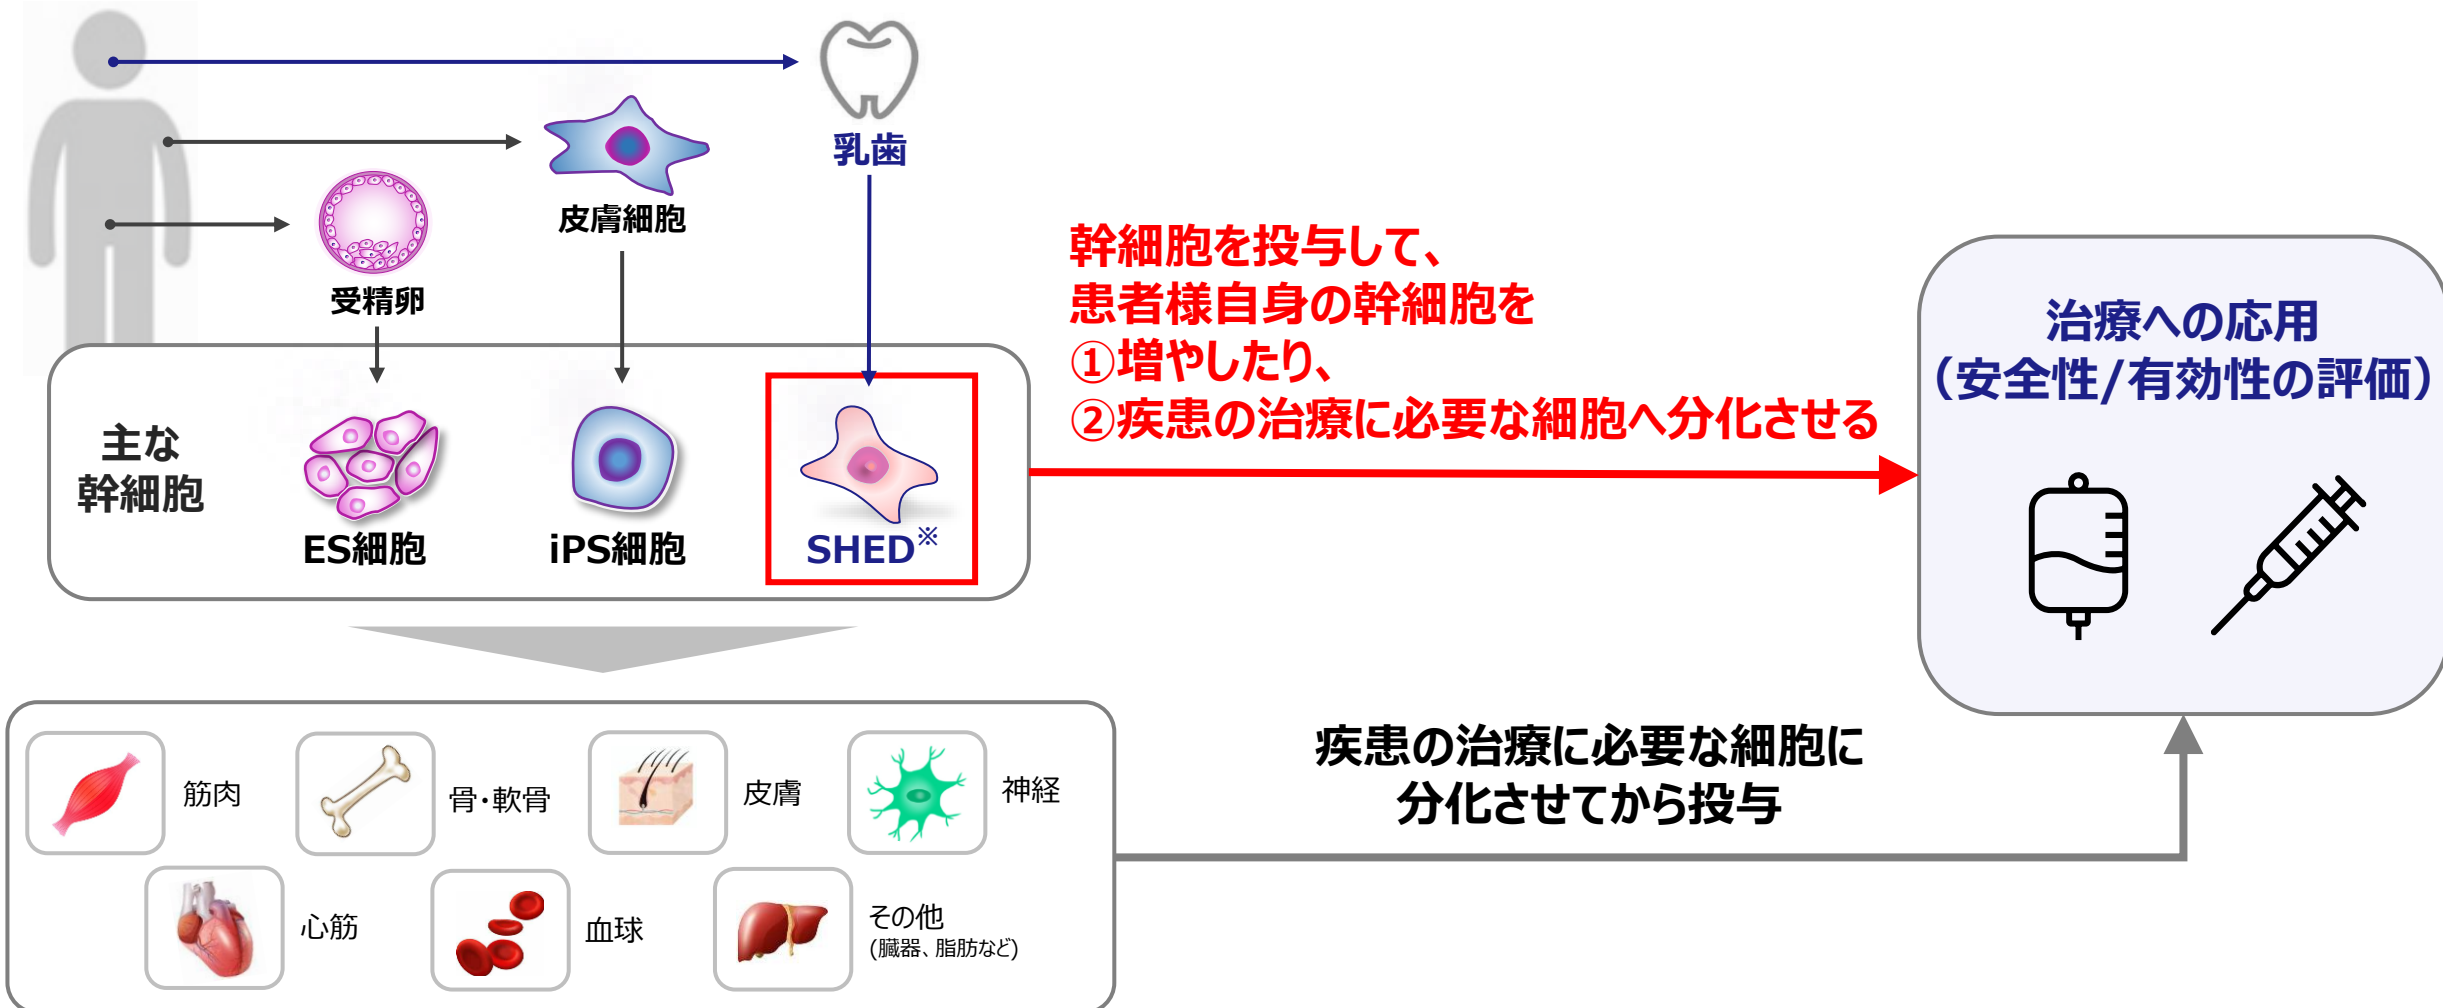 乳歯
皮膚細胞
受精卵
主な
幹細胞
ES細胞
iPS細胞
SHED※
幹細胞を投与して、
患者様自身の幹細胞を
①増やしたり、
②疾患の治療に必要な細胞へ分化させる
治療への応用
（安全性/有効性の評価）
筋肉
骨・軟骨
皮膚
神経
心筋
血球
その他
(臓器、脂肪など)
疾患の治療に必要な細胞に
分化させてから投与